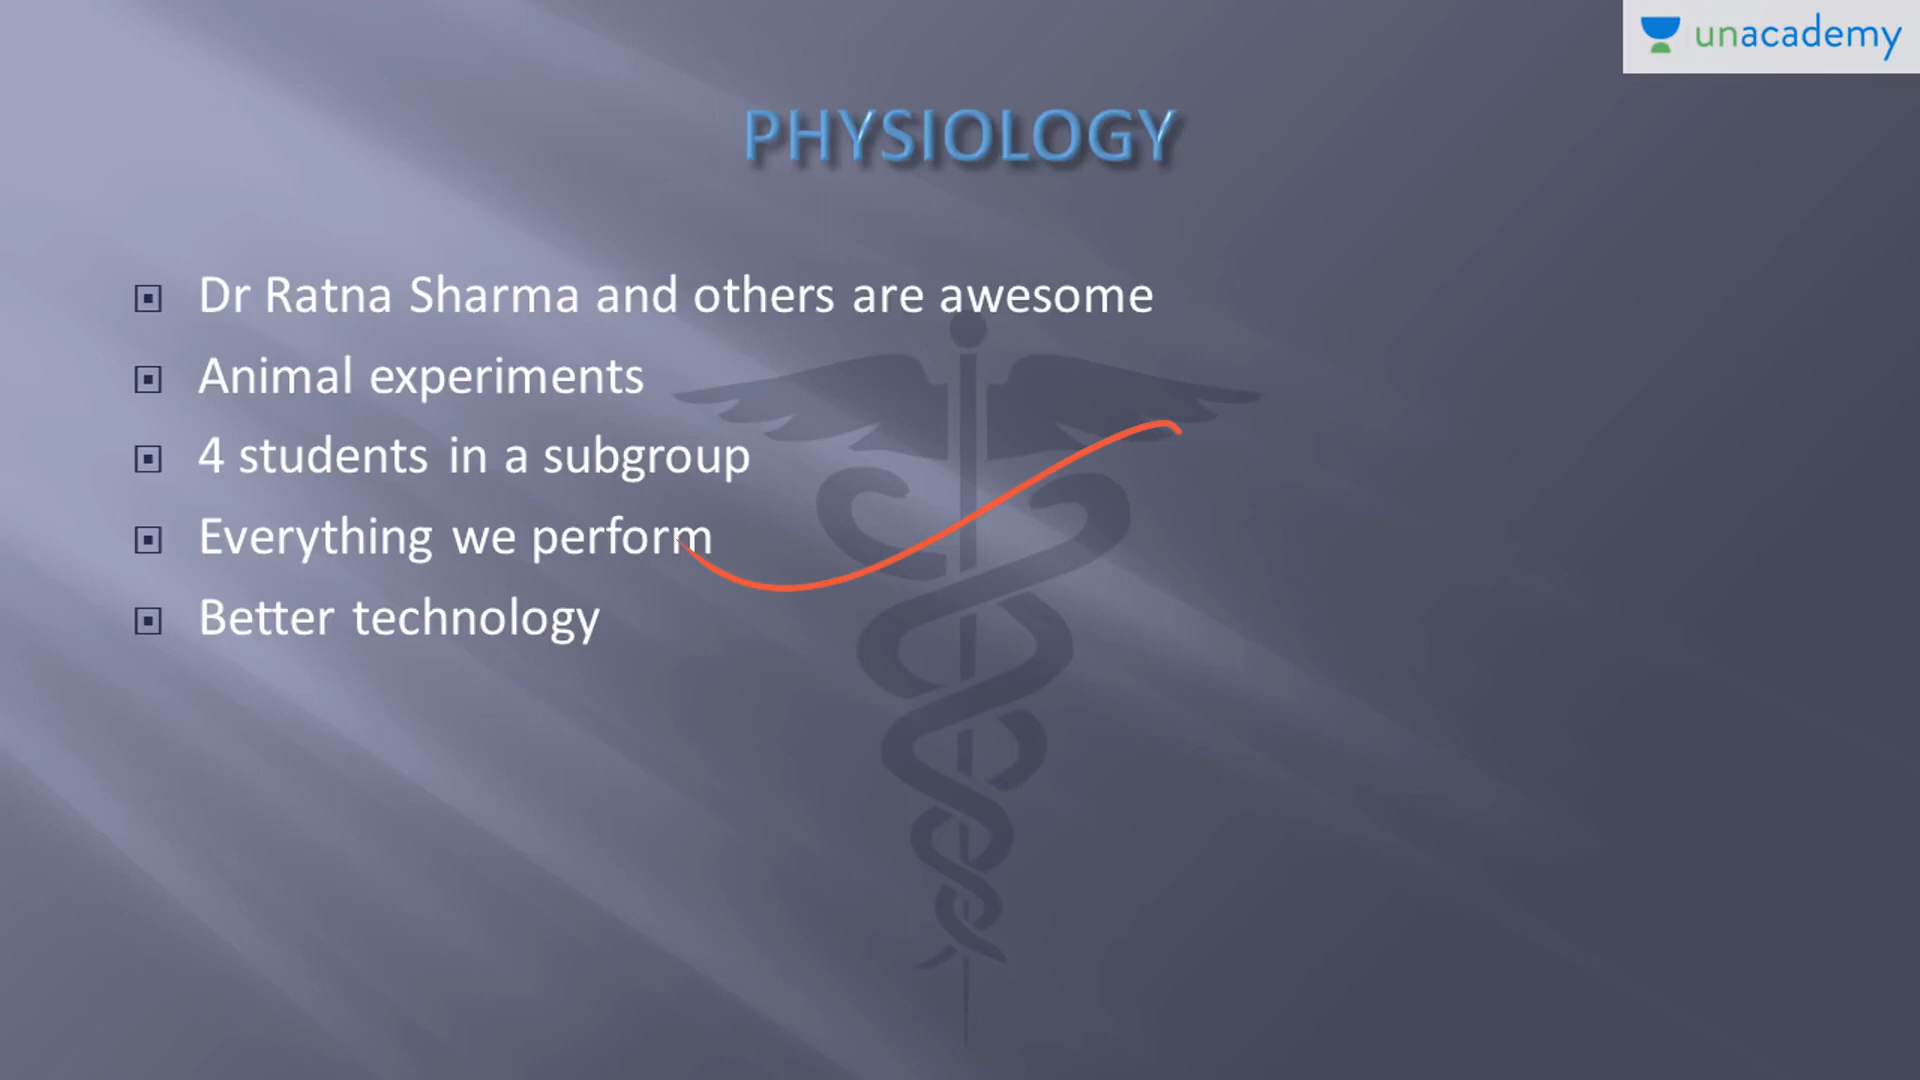 unacademy
PHYSIOLOGY
Dr Ratna Sharma and others are awesome
Animal experiments
4 students in a subgroup
Everything we perform
Better technology